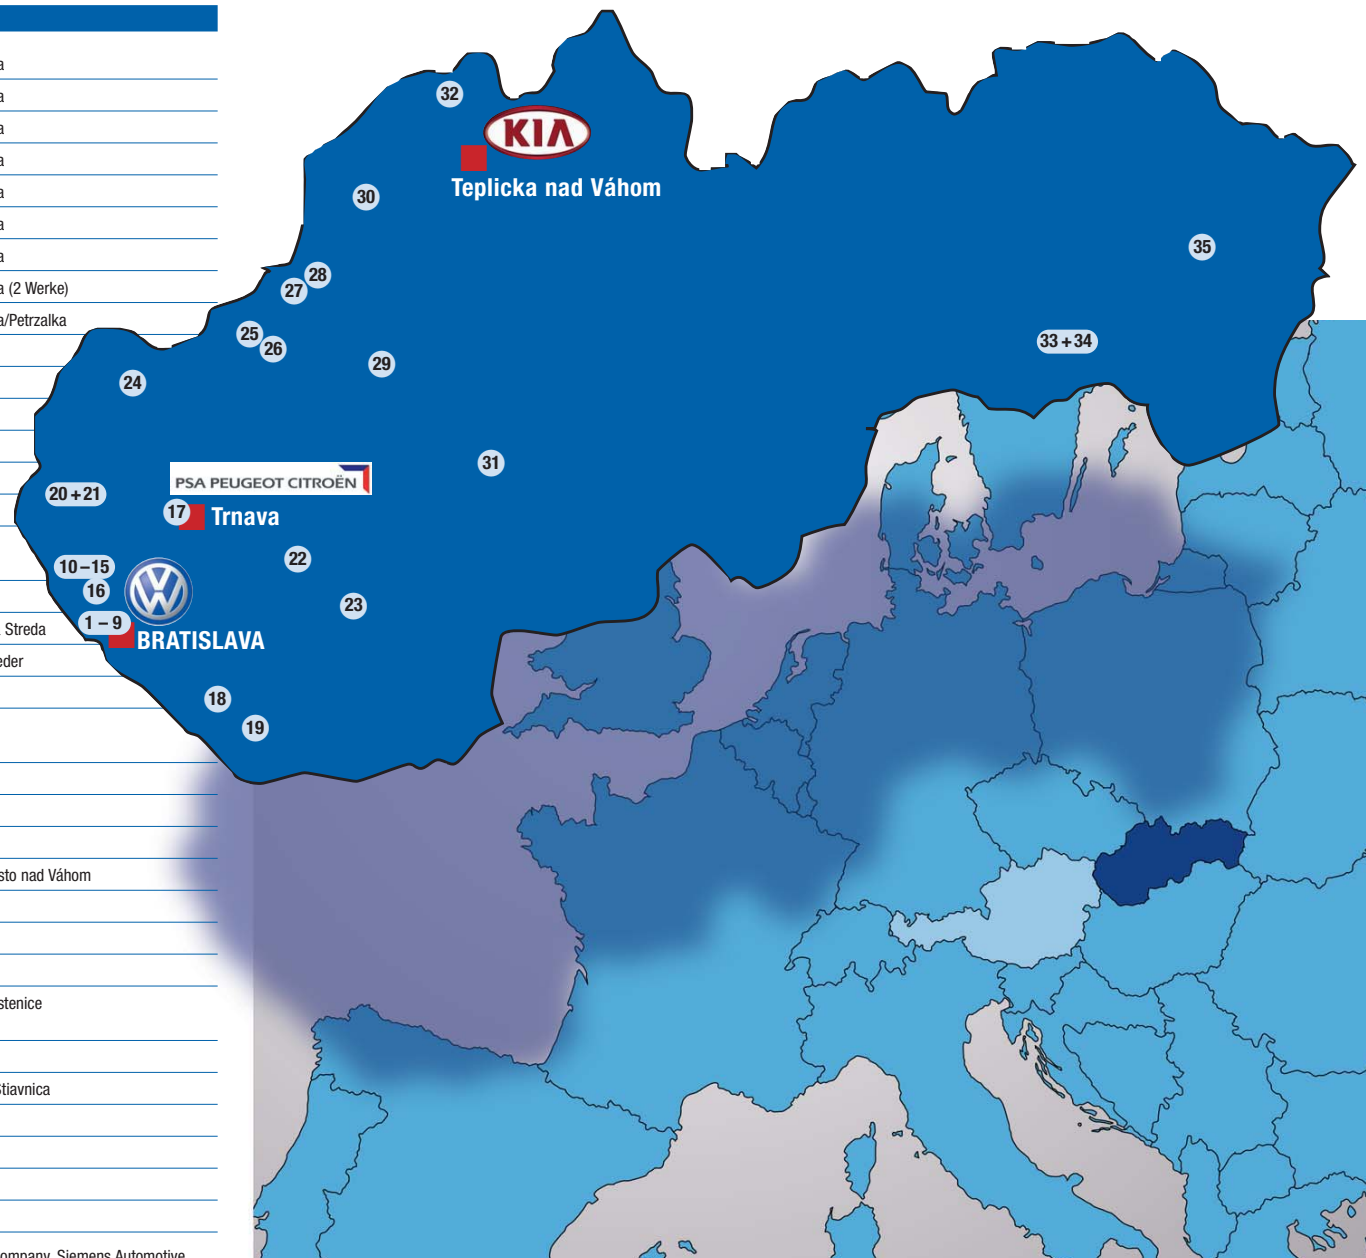 a
a
a
a
a
a
a
a (2 Werke)
a/Petrzalka
Streda
eder
sto nad Váhom
stenice
Stiavnica
ompany, Siemens Automotive
32
KIA
Teplicka nad Váhom
30
35
28
27
25
26
33 + 34
29
24
31
PSA PEUGEOT CITROËN
20 + 21
17
Trnava
22
10 – 15
16
VW
23
1 – 9
BRATISLAVA
18
19